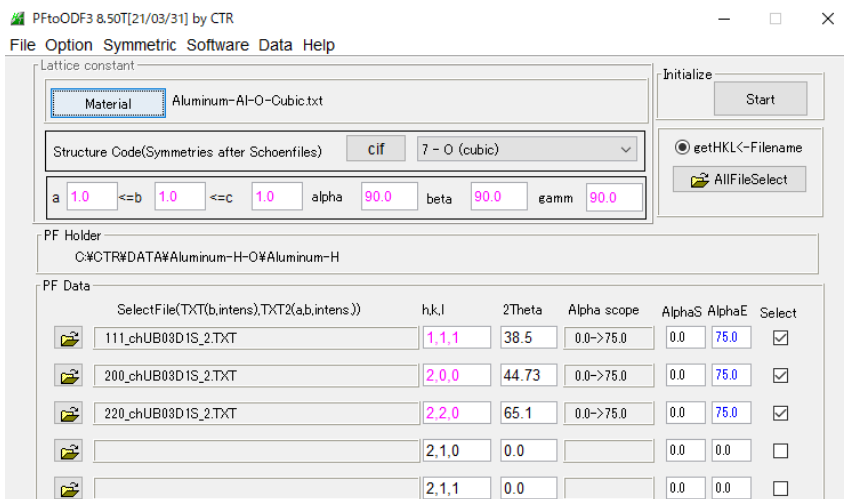 PFtoODF3 8.50T[21/03/31] by CTR
File Option Symmetric Software Data Help
Lattice constant
Initialize
Material Aluminum-Al-O-Cubic.txt
Start
Structure Code(Symmetries after Schoenfiles) cif 7 - O (cubic)
getHKL<-Filename
AllFileSelect
a 1.0 <=b 1.0 <=c 1.0 alpha 90.0 beta 90.0 gamm 90.0
PF Holder
C:¥CTR¥DATA¥Aluminum-H-O¥Aluminum-H
PF Data
SelectFile(TXT(b,intens),TXT2(a,b,intens.)) h,k,l 2Theta Alpha scope AlphaS AlphaE Select
111_chUB03D1S_2.TXT 1,1,1 38.5 0.0->75.0 0.0 75.0
200_chUB03D1S_2.TXT 2,0,0 44.73 0.0->75.0 0.0 75.0
220_chUB03D1S_2.TXT 2,2,0 65.1 0.0->75.0 0.0 75.0
2,1,0 0.0 0.0 0.0
2,1,1 0.0 0.0 0.0